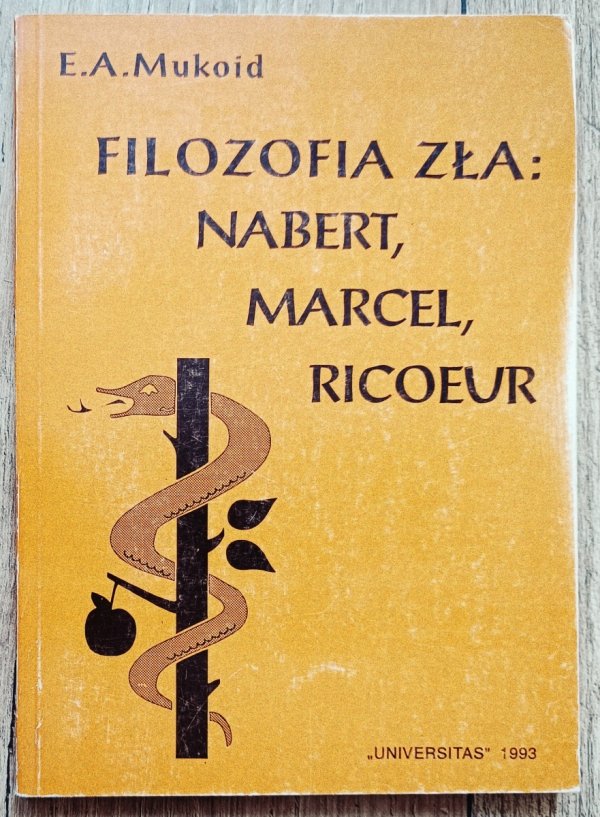 E.A.Mukoid
FILOZOFIA ZŁA:
NABERT,
MARCEL,
RICOEUR
„UNIVERSITAS” 1993